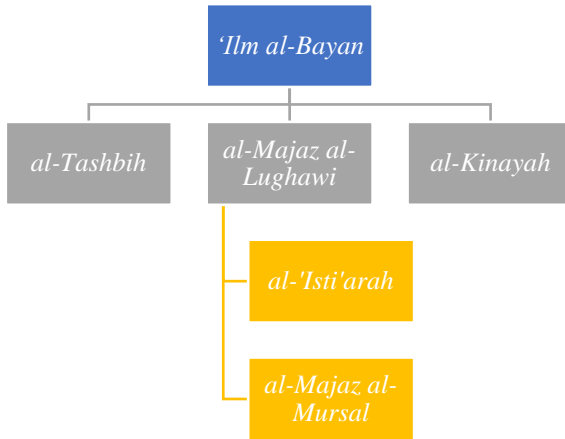 ‘Ilm al-Bayan
al-Tashbih
al-Majaz al-
Lughawi
al-Kinayah
al-'Isti'arah
al-Majaz al-
Mursal